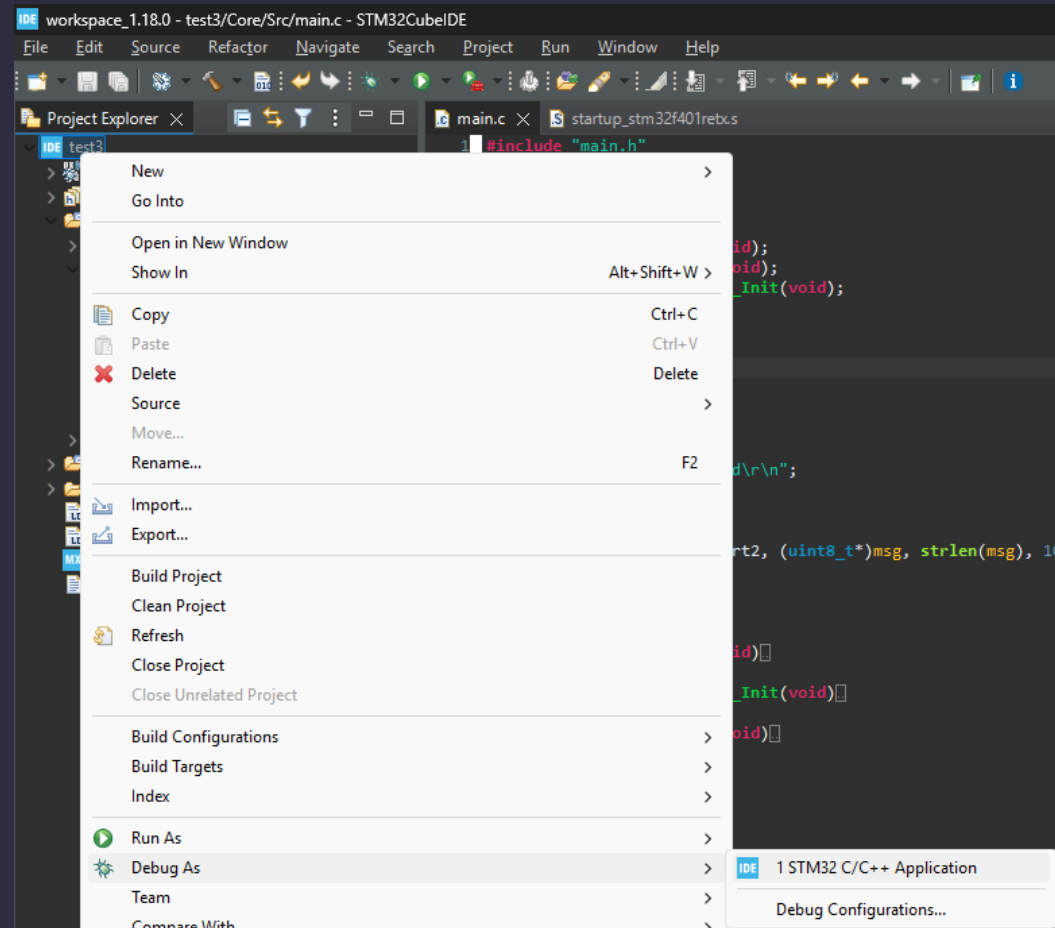 IDE workspace_1.18.0 - test3/Core/Src/main.c - STM32CubeIDE
File Edit Source Refactor Navigate Search Project Run Window Help
Project Explorer
main.c startup_stm32f401retx.s
IDE test3
1 #include "main.h"
New
Go Into
Open in New Window
id);
Show In Alt+Shift+W
oid);
_Init(void);
Copy Ctrl+C
Paste Ctrl+V
Delete Delete
Source
Move...
Rename... F2
d\r\n";
Import...
Export...
rt2, (uint8_t*)msg, strlen(msg),
MX
Build Project
Clean Project
Refresh
id)
Close Project
Close Unrelated Project
_Init(void)
Build Configurations
oid)
Build Targets
Index
Run As
Debug As
IDE 1 STM32 C/C++ Application
Team
Debug Configurations...
Compare With